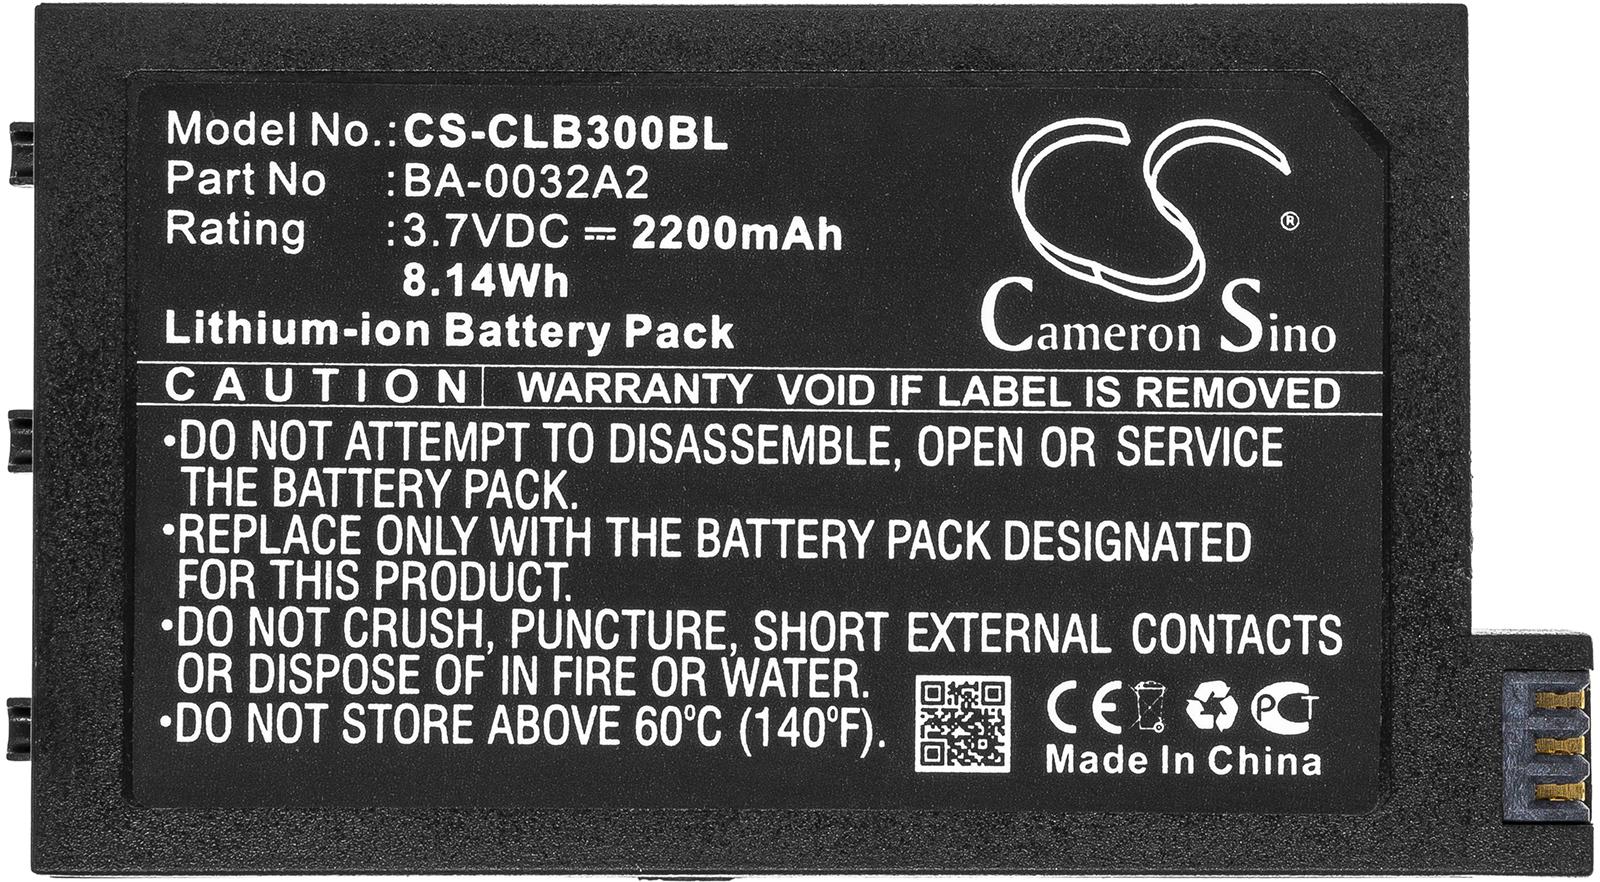 Model No.:CS-CLB300BL
Part No :BA-0032A2
Rating :3.7VDC ⎓ 2200mAh
8.14Wh
Lithium-ion Battery Pack
CS ®
Cameron Sino
CAUTION WARRANTY VOID IF LABEL IS REMOVED
•DO NOT ATTEMPT TO DISASSEMBLE, OPEN OR SERVICE
THE BATTERY PACK.
•REPLACE ONLY WITH THE BATTERY PACK DESIGNATED
FOR THIS PRODUCT.
•DO NOT CRUSH, PUNCTURE, SHORT EXTERNAL CONTACTS
OR DISPOSE OF IN FIRE OR WATER.
•DO NOT STORE ABOVE 60ºC (140ºF).
CE PCT
Made In China